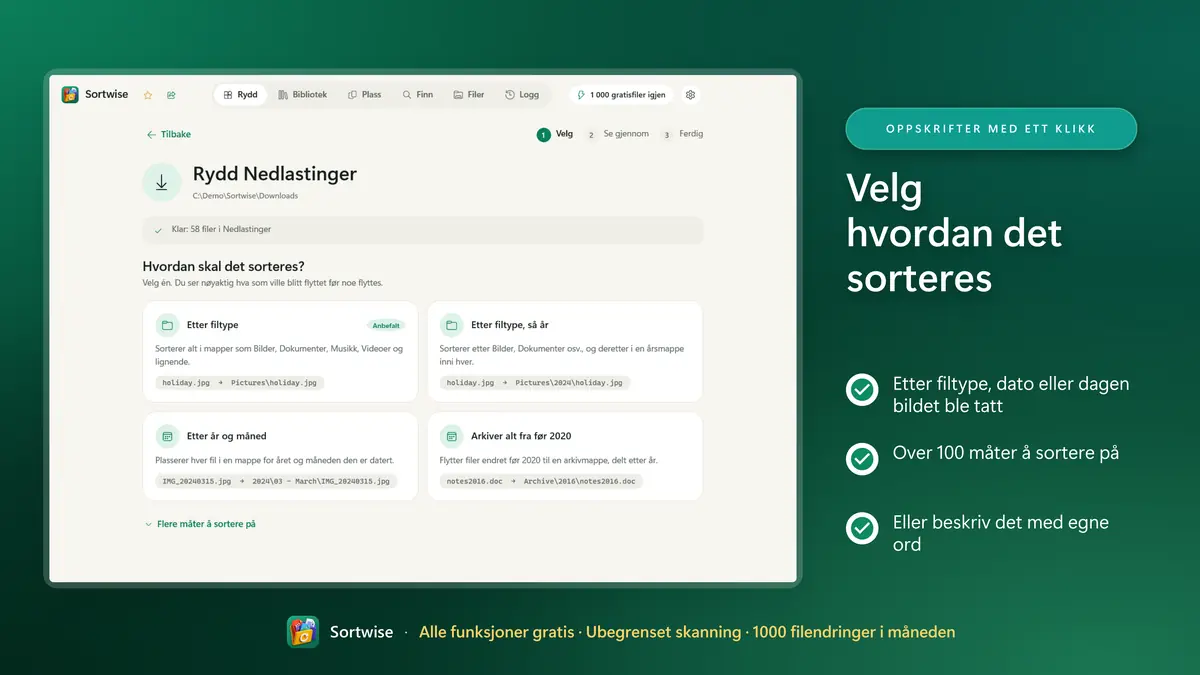 Sortwise
Rydd
Bibliotek
Plass
Finn
Filer
Logg
1 000 gratisfiler igjen
Tilbake
1 Velg
2 Se gjennom
3 Ferdig
Rydd Nedlastinger
C:\Demo\Sortwise\Downloads
Klar: 58 filer i Nedlastinger
Hvordan skal det sorteres?
Velg én. Du ser nøyaktig hva som ville blitt flyttet før noe flyttes.
Etter filtype
Anbefalt
Sorterer alt i mapper som Bilder, Dokumenter, Musikk, Videoer og
lignende.
holiday.jpg → Pictures\holiday.jpg
Etter filtype, så år
Sorterer etter Bilder, Dokumenter osv., og deretter i en årsmappe
inni hver.
holiday.jpg → Pictures\2024\holiday.jpg
Etter år og måned
Plasserer hver fil i en mappe for året og måneden den er datert.
IMG_20240315.jpg → 2024\03 - March\IMG_20240315.jpg
Arkiver alt fra før 2020
Flytter filer endret før 2020 til en arkivmappe, delt etter år.
notes2016.doc → Archive\2016\notes2016.doc
Flere måter å sortere på
OPPSKRIFTER MED ETT KLIKK
Velg
hvordan det
sorteres
Etter filtype, dato eller dagen
bildet ble tatt
Over 100 måter å sortere på
Eller beskriv det med egne
ord
Sortwise · Alle funksjoner gratis · Ubegrenset skanning · 1000 filendringer i måneden